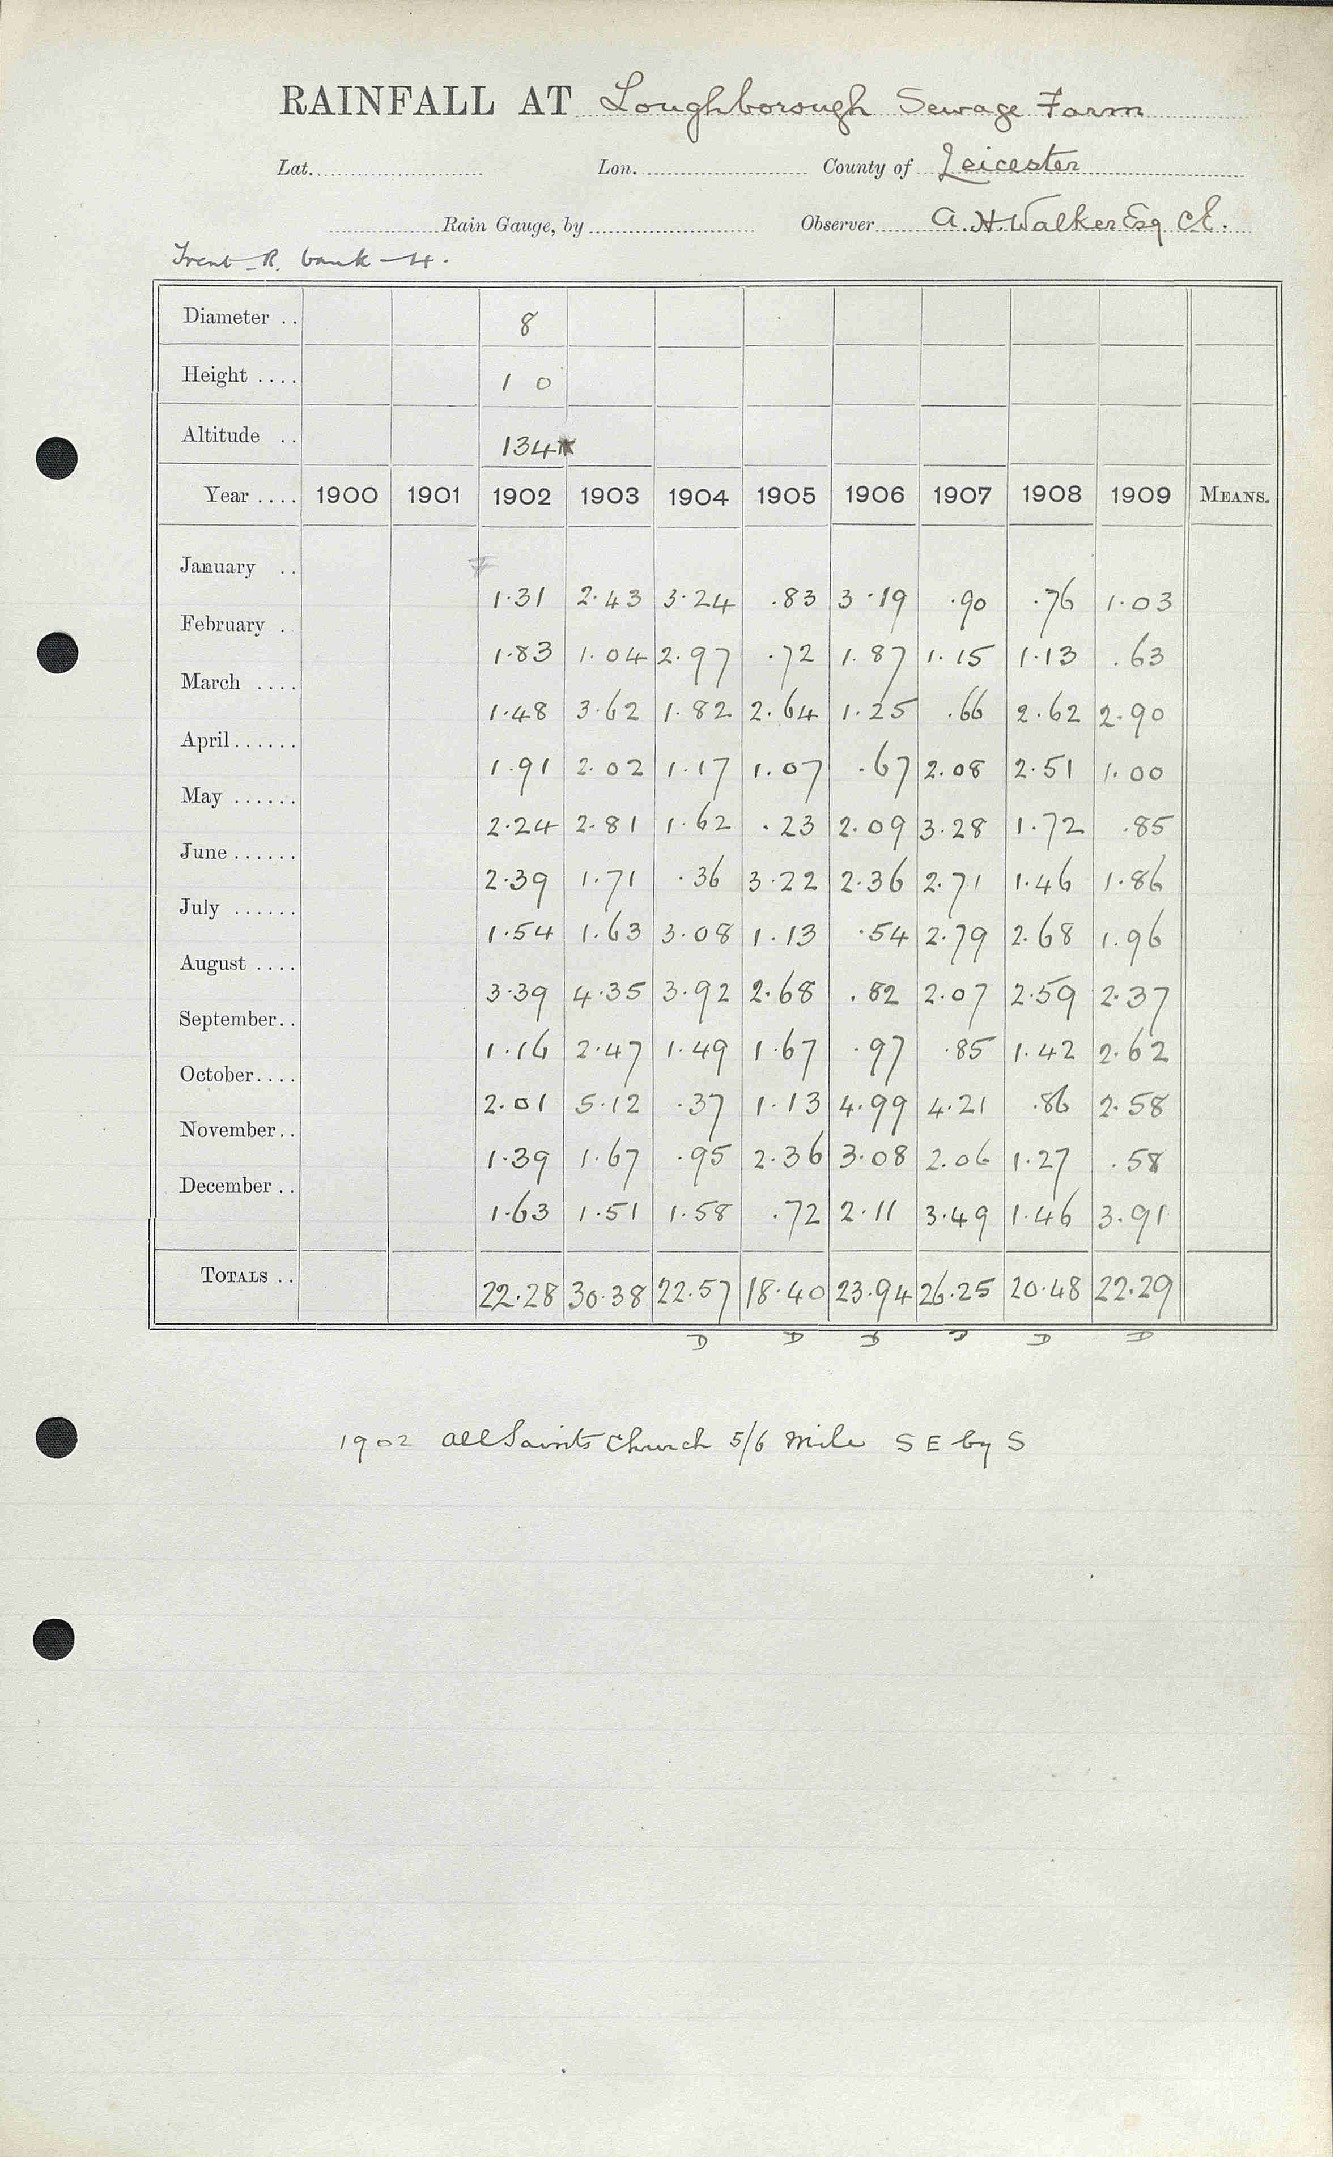 RAINFALL AT Loughborough Sewage Farm
Lat. Lon. County of Leicester
Rain Gauge, by Observer A. H. Walker Esq C.E.
Trent R. bank - 4.
Diameter .. 8
Height .... 1 0
Altitude .. 134*
Year .... 1900 1901 1902 1903 1904 1905 1906 1907 1908 1909 MEANS.
January .. 1.31 2.43 3.24 .83 3.19 .90 .76 1.03
February . 1.83 1.04 2.97 .72 1.87 1.15 1.13 .63
March .... 1.48 3.62 1.82 2.64 1.25 .66 2.62 2.90
April...... 1.91 2.02 1.17 1.07 .67 2.08 2.51 1.00
May ...... 2.24 2.81 1.62 .23 2.09 3.28 1.72 .85
June ...... 2.39 1.71 .36 3.22 2.36 2.71 1.46 1.86
July ...... 1.54 1.63 3.08 1.13 .54 2.79 2.68 1.96
August .... 3.39 4.35 3.92 2.68 .82 2.07 2.59 2.37
September.. 1.16 2.47 1.49 1.67 .97 .85 1.42 2.62
October.... 2.01 5.12 .37 1.13 4.99 4.21 .86 2.58
November.. 1.39 1.67 .95 2.36 3.08 2.06 1.27 .58
December .. 1.63 1.51 1.58 .72 2.11 3.49 1.46 3.91
TOTALS .. 22.28 30.38 22.57 18.40 23.94 26.25 20.48 22.29
D D D D D D
1902 All Saints Church 5/6 mile S E by S